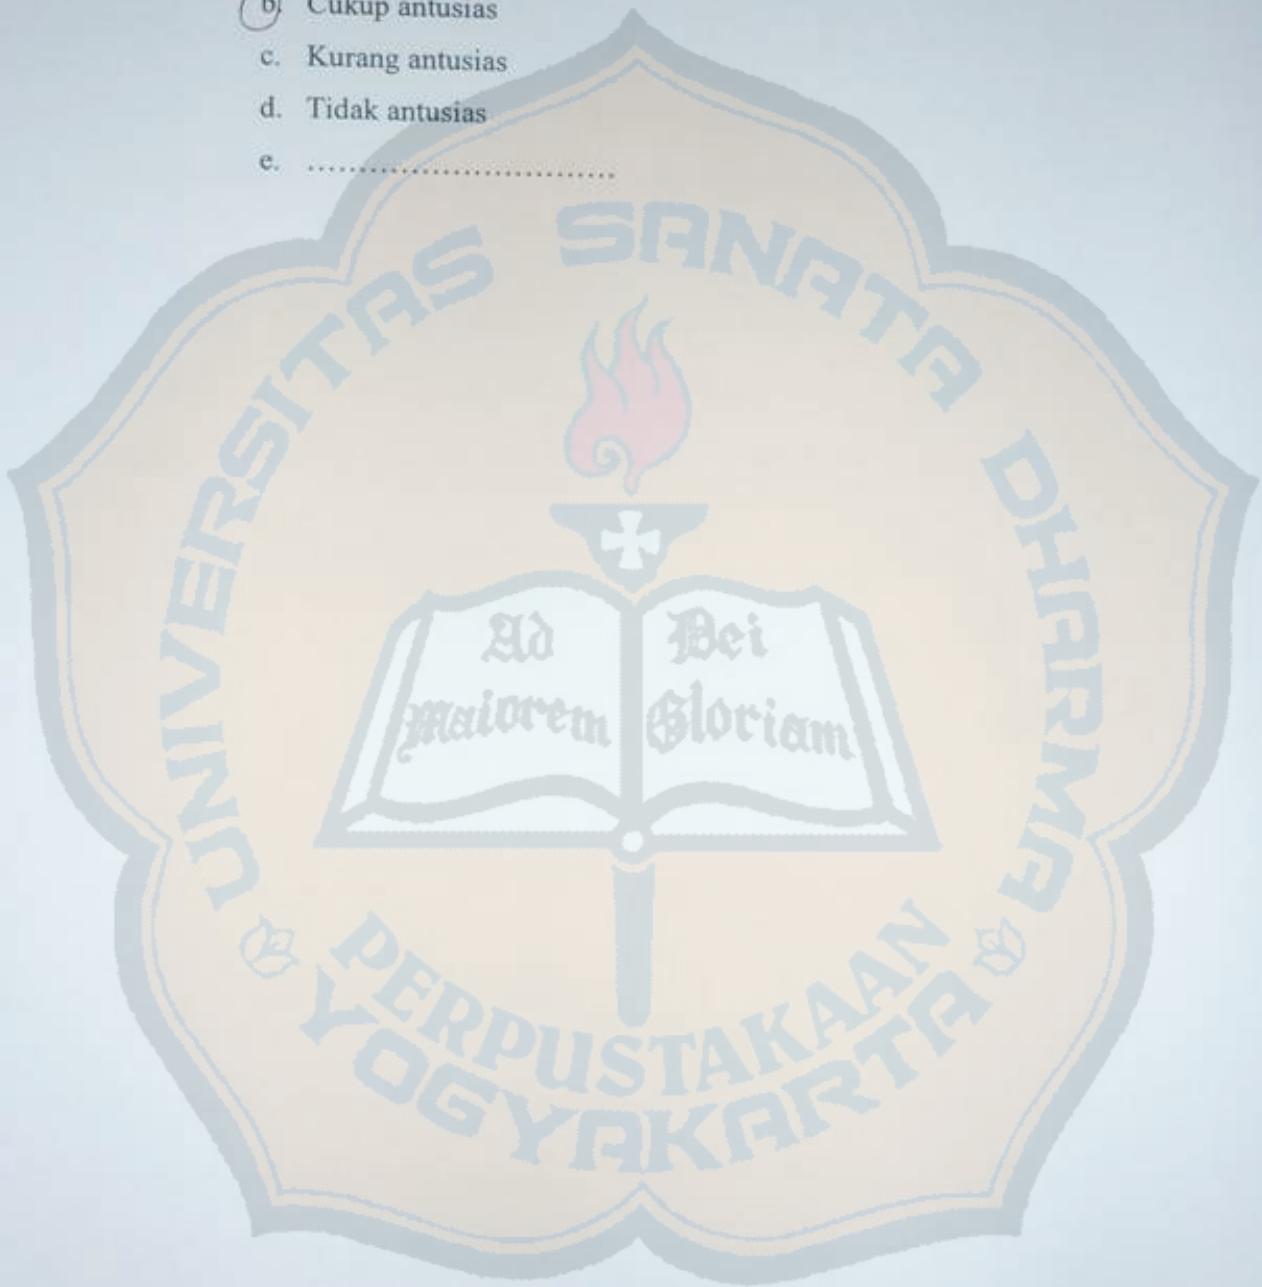 b. Cukup antusias
c. Kurang antusias
d. Tidak antusias
e. ..............................
UNIVERSITAS SANATA DHARMA
Ad Dei
maiorem Gloriam
PERPUSTAKAAN
YOGYAKARTA